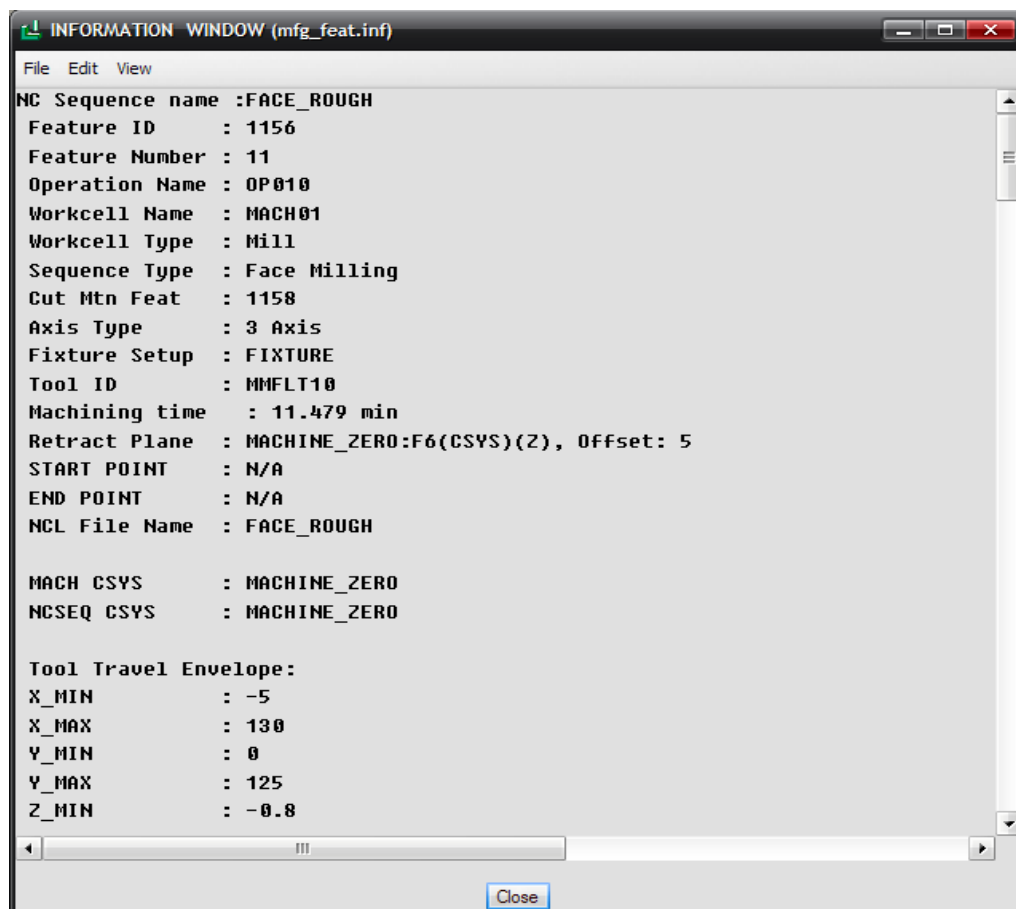 INFORMATION WINDOW (mfg_feat.inf)
File Edit View
NC Sequence name :FACE_ROUGH
Feature ID : 1156
Feature Number : 11
Operation Name : OP010
Workcell Name : MACH01
Workcell Type : Mill
Sequence Type : Face Milling
Cut Mtn Feat : 1158
Axis Type : 3 Axis
Fixture Setup : FIXTURE
Tool ID : MMFLT10
Machining time : 11.479 min
Retract Plane : MACHINE_ZERO:F6(CSYS)(Z), Offset: 5
START POINT : N/A
END POINT : N/A
NCL File Name : FACE_ROUGH
MACH CSYS : MACHINE_ZERO
NCSEQ CSYS : MACHINE_ZERO
Tool Travel Envelope:
X_MIN : -5
X_MAX : 130
Y_MIN : 0
Y_MAX : 125
Z_MIN : -0.8
Close